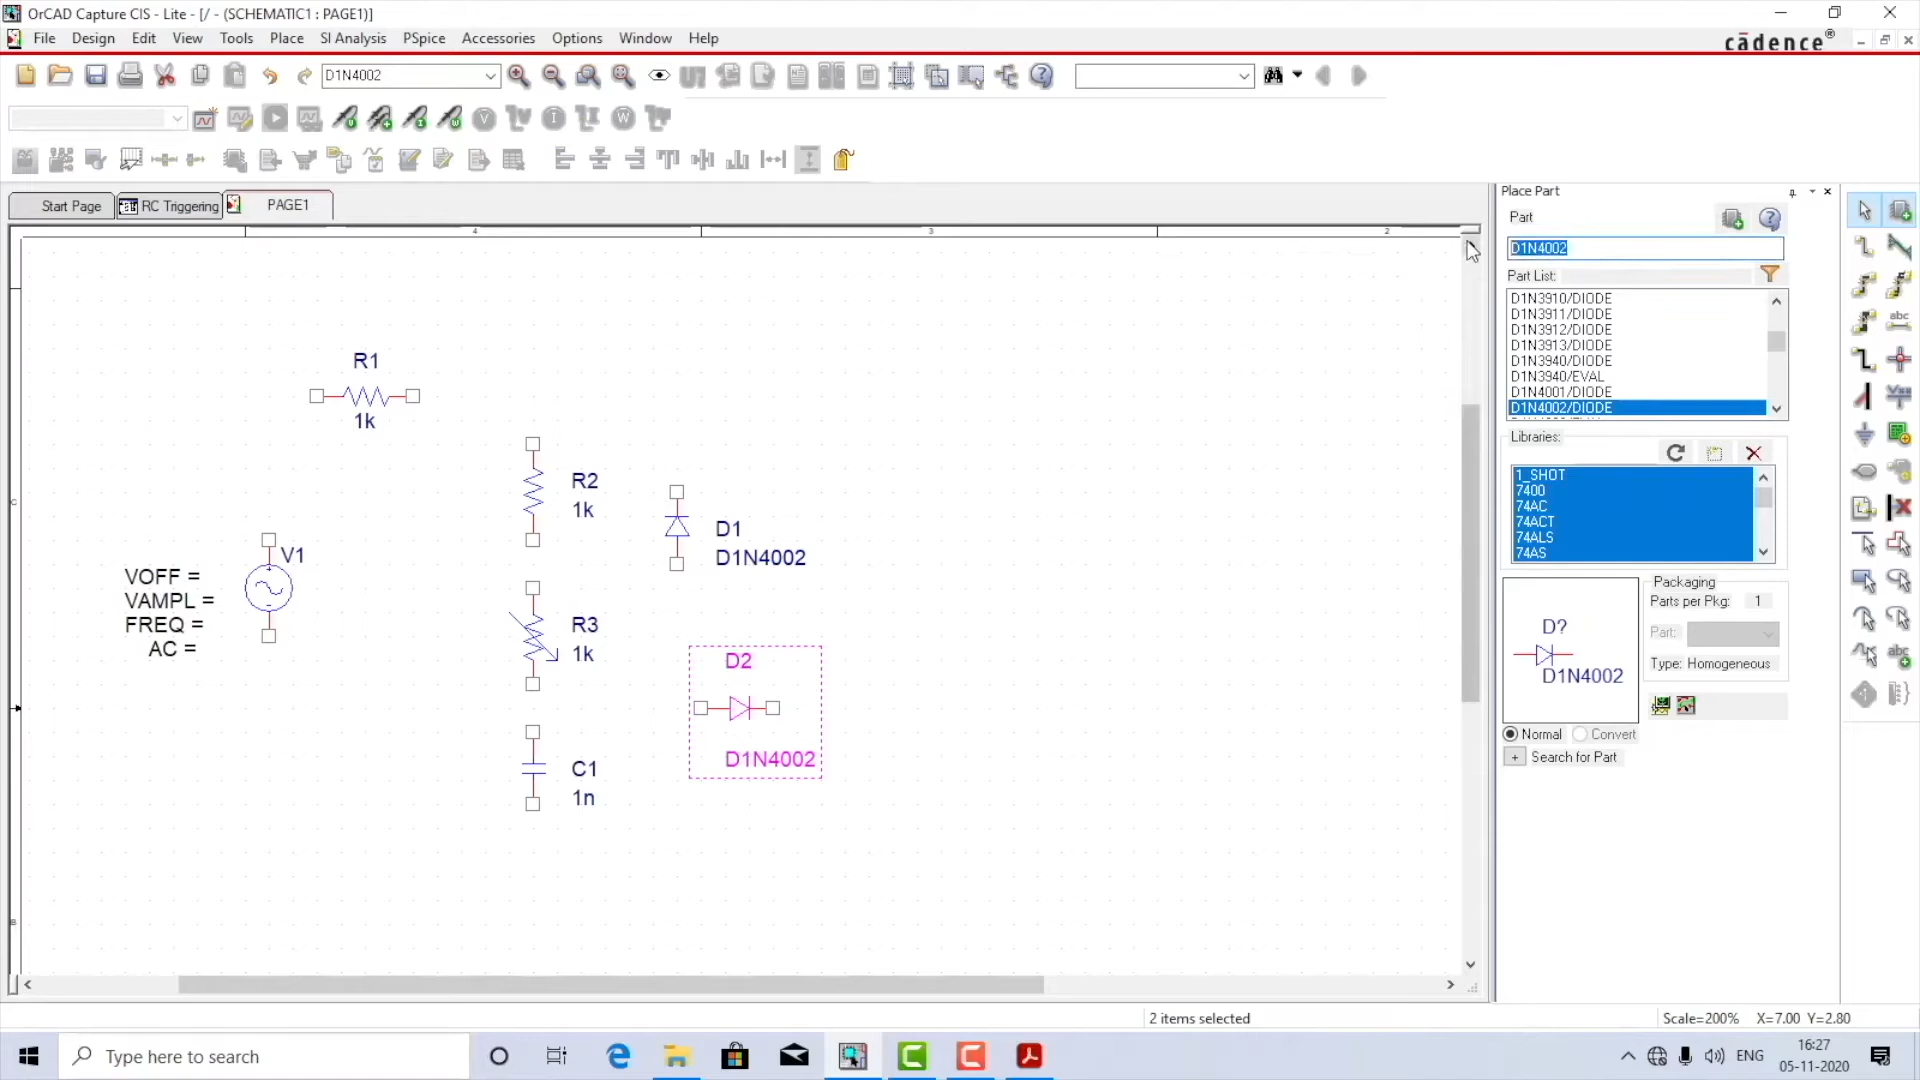 OrCAD Capture CIS - Lite - [/ - (SCHEMATIC1 : PAGE1)]
File Design Edit View Tools Place SI Analysis PSpice Accessories Options Window Help
cādence®
D1N4002
Start Page
RC Triggering
PAGE1
4
3
2
C
B
R1
1k
R2
1k
D1
D1N4002
V1
VOFF =
VAMPL =
FREQ =
AC =
R3
1k
D2
D1N4002
C1
1n
Place Part
Part
D1N4002
Part List:
D1N3910/DIODE
D1N3911/DIODE
D1N3912/DIODE
D1N3913/DIODE
D1N3940/DIODE
D1N3940/EVAL
D1N4001/DIODE
D1N4002/DIODE
Libraries:
1_SHOT
7400
74AC
74ACT
74ALS
74AS
D?
D1N4002
Packaging
Parts per Pkg: 1
Part:
Type: Homogeneous
Normal Convert
+ Search for Part
2 items selected
Scale=200% X=7.00 Y=2.80
Type here to search
ENG
16:27
05-11-2020